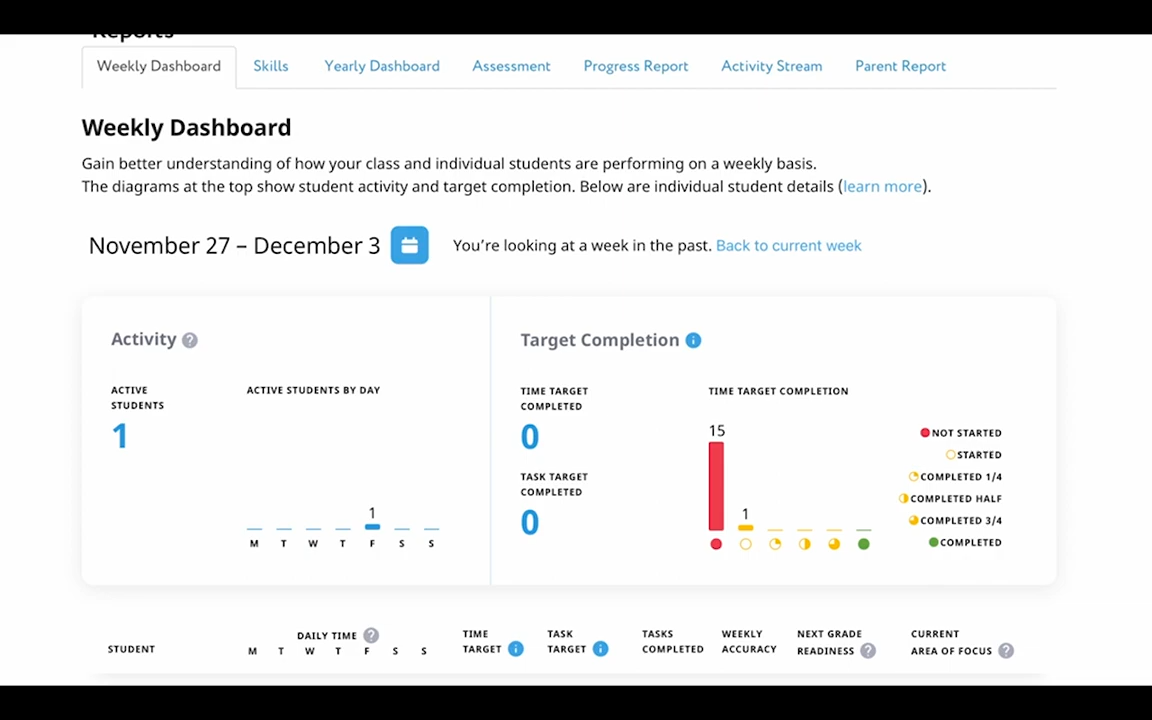 Reports
Weekly Dashboard Skills Yearly Dashboard Assessment Progress Report Activity Stream Parent Report
Weekly Dashboard
Gain better understanding of how your class and individual students are performing on a weekly basis.
The diagrams at the top show student activity and target completion. Below are individual student details (learn more).
November 27 – December 3 You're looking at a week in the past. Back to current week
Activity ?
ACTIVE
STUDENTS
1
ACTIVE STUDENTS BY DAY
1
M T W T F S S
Target Completion i
TIME TARGET
COMPLETED
0
TASK TARGET
COMPLETED
0
TIME TARGET COMPLETION
15
1
NOT STARTED
STARTED
COMPLETED 1/4
COMPLETED HALF
COMPLETED 3/4
COMPLETED
STUDENT
DAILY TIME ?
M T W T F S S
TIME
TARGET i
TASK
TARGET i
TASKS
COMPLETED
WEEKLY
ACCURACY
NEXT GRADE
READINESS ?
CURRENT
AREA OF FOCUS ?